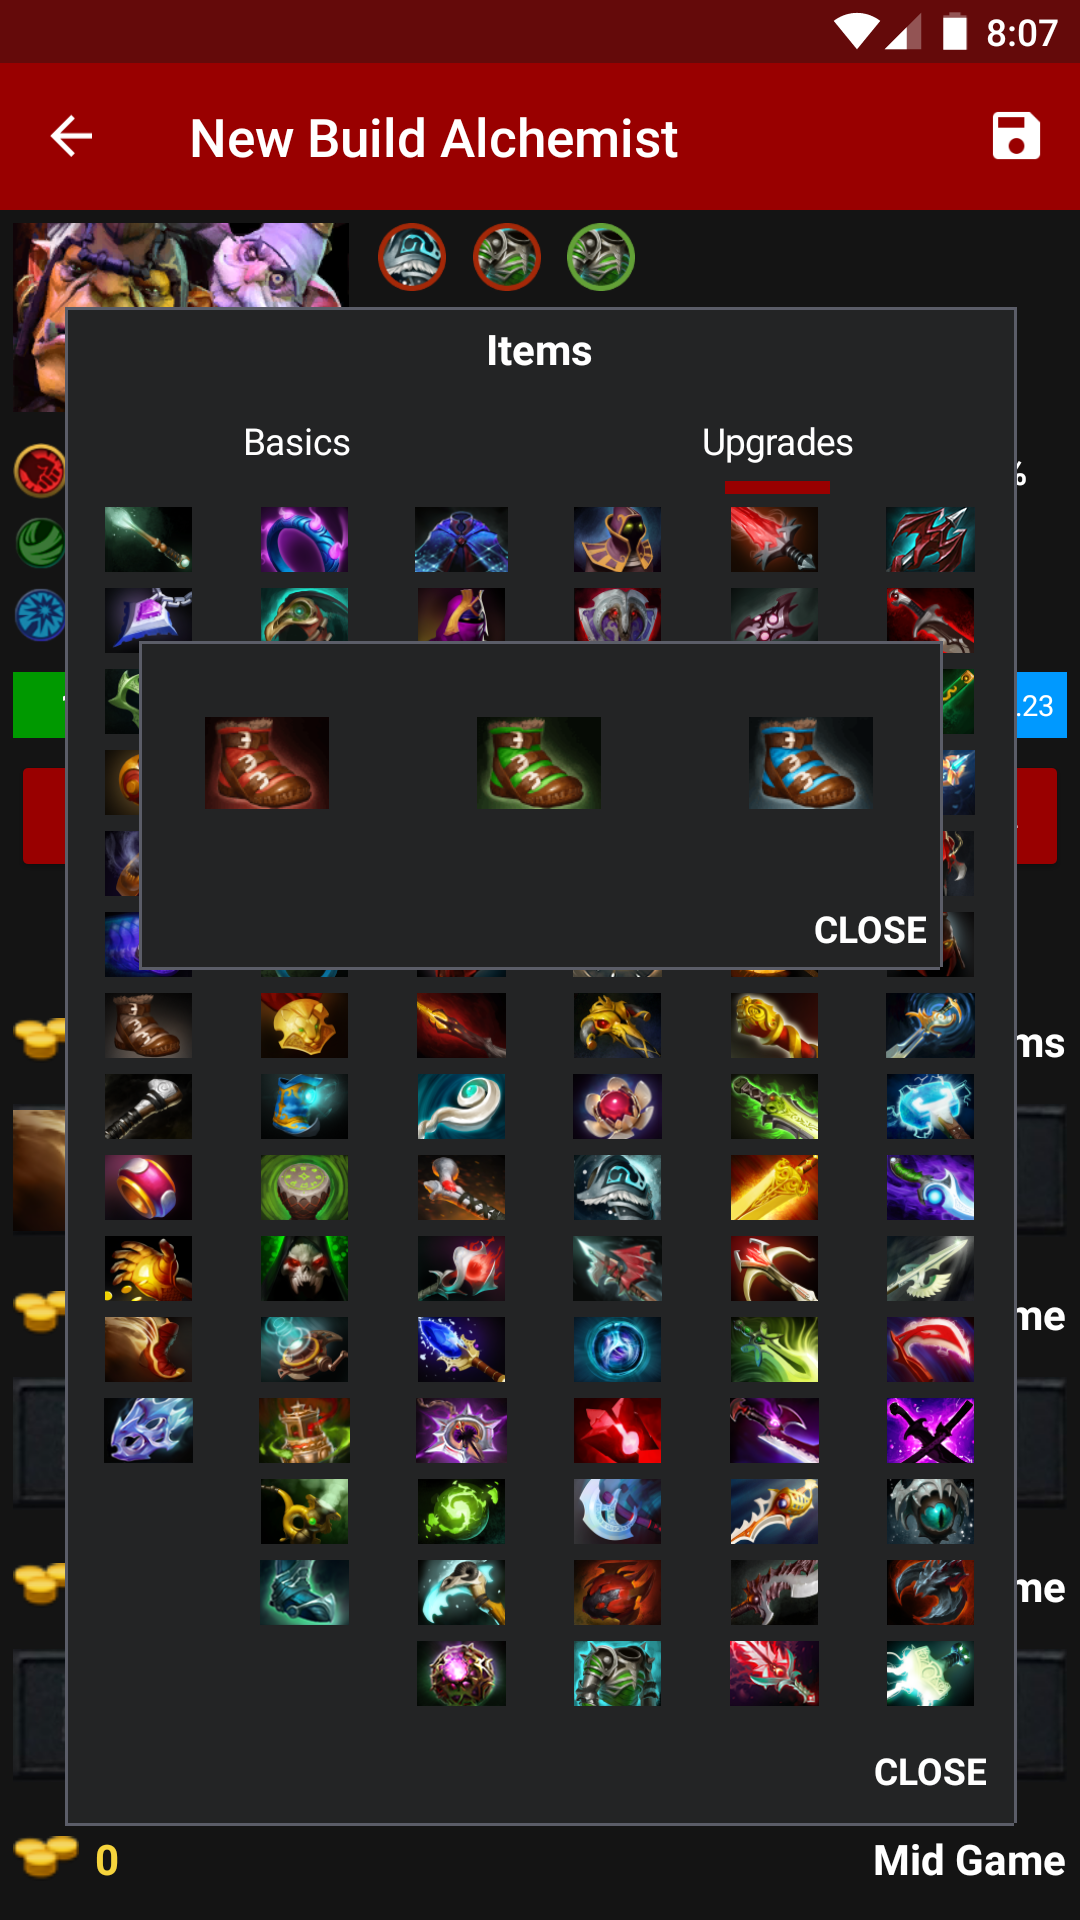 8:07
New Build Alchemist
Items
Basics
Upgrades
%
.23
CLOSE
ms
me
me
CLOSE
0
Mid Game